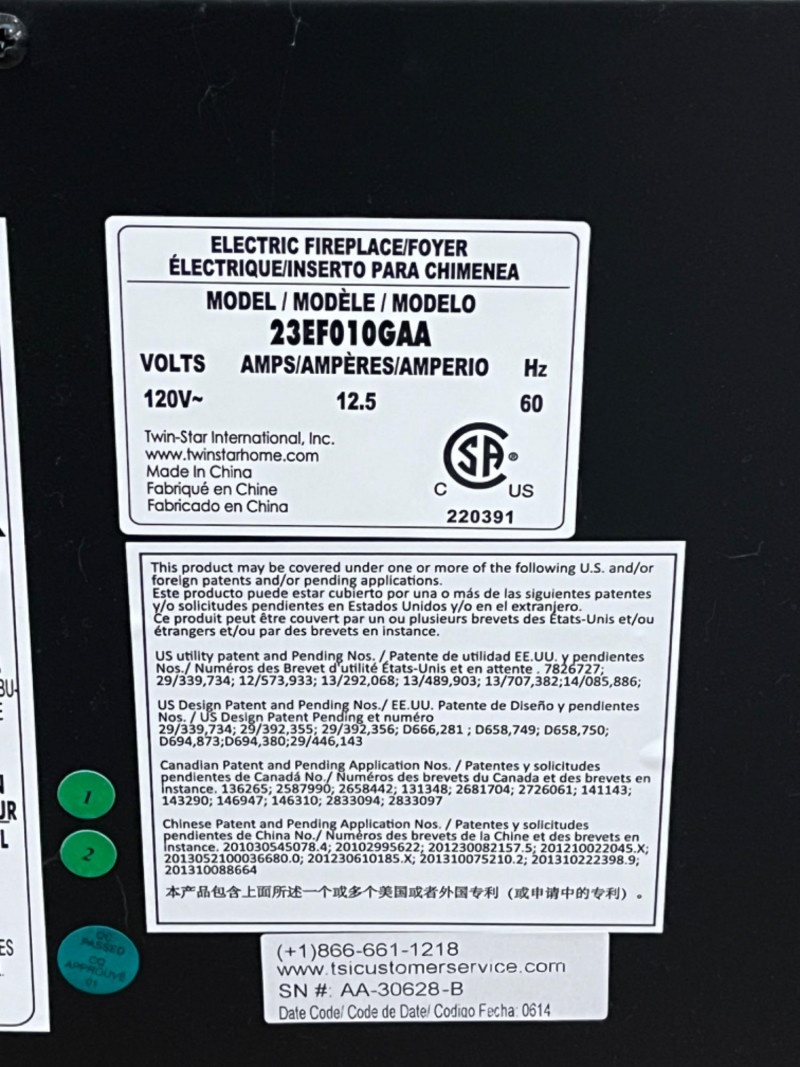 ELECTRIC FIREPLACE/FOYER
ÉLECTRIQUE/INSERTO PARA CHIMENEA
MODEL / MODÈLE / MODELO
23EF010GAA
VOLTS AMPS/AMPÈRES/AMPERIO Hz
120V~ 12.5 60
Twin-Star International, Inc.
www.twinstarhome.com
Made In China
Fabriqué en Chine
Fabricado en China
SA ®
C US
220391
This product may be covered under one or more of the following U.S. and/or
foreign patents and/or pending applications.
Este producto puede estar cubierto por una o más de las siguientes patentes
y/o solicitudes pendientes en Estados Unidos y/o en el extranjero.
Ce produit peut être couvert par un ou plusieurs brevets des États-Unis et/ou
étrangers et/ou par des brevets en instance.
US utility patent and Pending Nos. / Patente de utilidad EE.UU. y pendientes
Nos./ Numéros des Brevet d'utilité États-Unis et en attente . 7826727;
29/339,734; 12/573,933; 13/292,068; 13/489,903; 13/707,382;14/085,886;
US Design Patent and Pending Nos./ EE.UU. Patente de Diseño y pendientes
Nos. / US Design Patent Pending et numéro
29/339,734; 29/392,355; 29/392,356; D666,281 ; D658,749; D658,750;
D694,873;D694,380;29/446,143
Canadian Patent and Pending Application Nos. / Patentes y solicitudes
pendientes de Canadá No./ Numéros des brevets du Canada et des brevets en
instance. 136265; 2587990; 2658442; 131348; 2681704; 2726061; 141143;
143290; 146947; 146310; 2833094; 2833097
Chinese Patent and Pending Application Nos. / Patentes y solicitudes
pendientes de China No./ Numéros des brevets de la Chine et des brevets en
instance. 201030545078.4; 20102995622; 201230082157.5; 201210022045.X;
2013052100036680.0; 201230610185.X; 201310075210.2; 201310222398.9;
201310088664
本产品包含上面所述一个或多个美国或者外国专利（或申请中的专利）。
1
2
QC
PASSED
CQ
APPROUVÉ
01
(+1)866-661-1218
www.tsicustomerservice.com
SN #: AA-30628-B
Date Code/ Code de Date/ Codigo Fecha: 0614